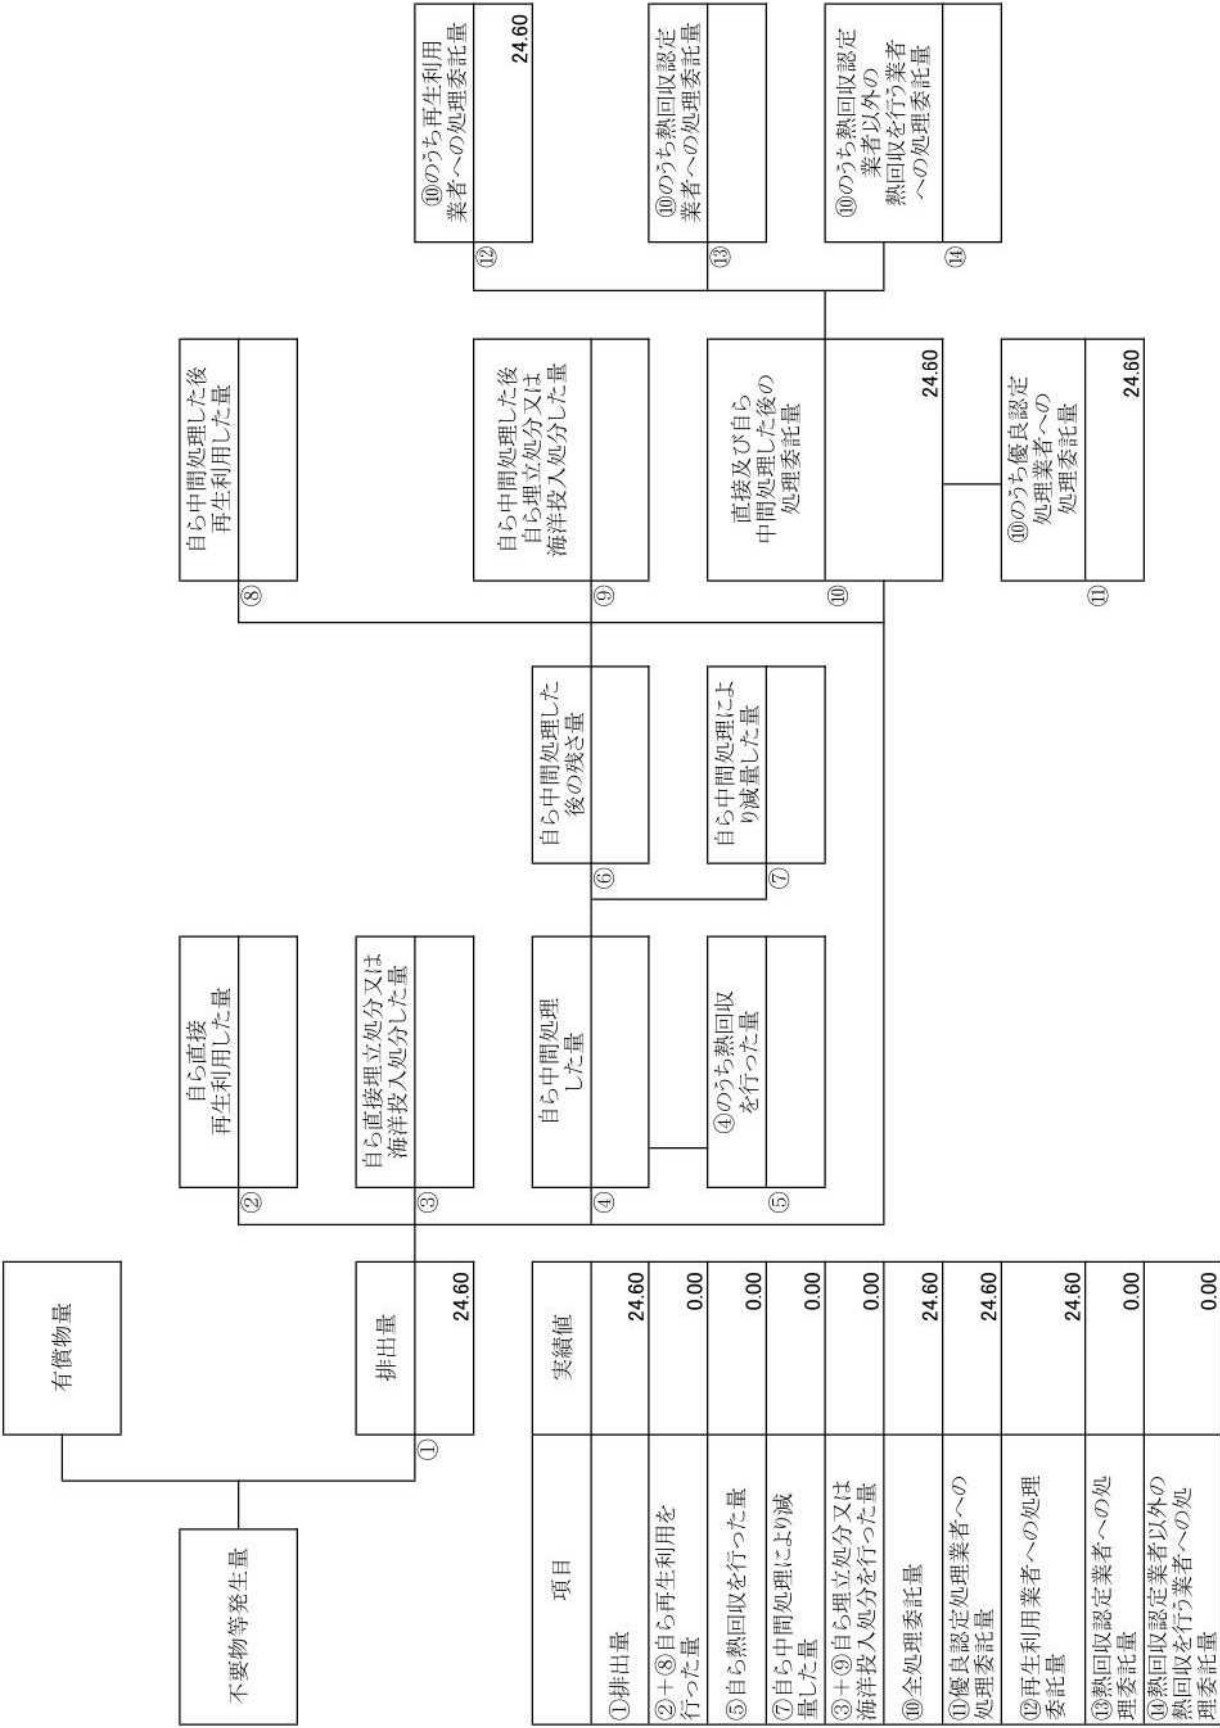 不要物等発生量
有償物量
①
排出量
24.60
②
自ら直接
再生利用した量
③
自ら直接埋立処分又は
海洋投入処分した量
④
自ら中間処理
した量
⑤
④のうち熱回収
を行った量
⑥
自ら中間処理した
後の残さ量
⑦
自ら中間処理によ
り減量した量
⑧
自ら中間処理した後
再生利用した量
⑨
自ら中間処理した後
自ら埋立処分又は
海洋投入処分した量
⑩
直接及び自ら
中間処理した後の
処理委託量
24.60
⑪
⑩のうち優良認定
処理業者への
処理委託量
24.60
⑫
⑩のうち再生利用
業者への処理委託量
24.60
⑬
⑩のうち熱回収認定
業者への処理委託量
⑭
⑩のうち熱回収認定
業者以外の
熱回収を行う業者
への処理委託量
項目 実績値
①排出量 24.60
②＋⑧自ら再生利用を
行った量 0.00
⑤自ら熱回収を行った量 0.00
⑦自ら中間処理により減
量した量 0.00
③＋⑨自ら埋立処分又は
海洋投入処分を行った量 0.00
⑩全処理委託量 24.60
⑪優良認定処理業者への
処理委託量 24.60
⑫再生利用業者への処理
委託量 24.60
⑬熱回収認定業者への処
理委託量 0.00
⑭熱回収認定業者以外の
熱回収を行う業者への処
理委託量 0.00